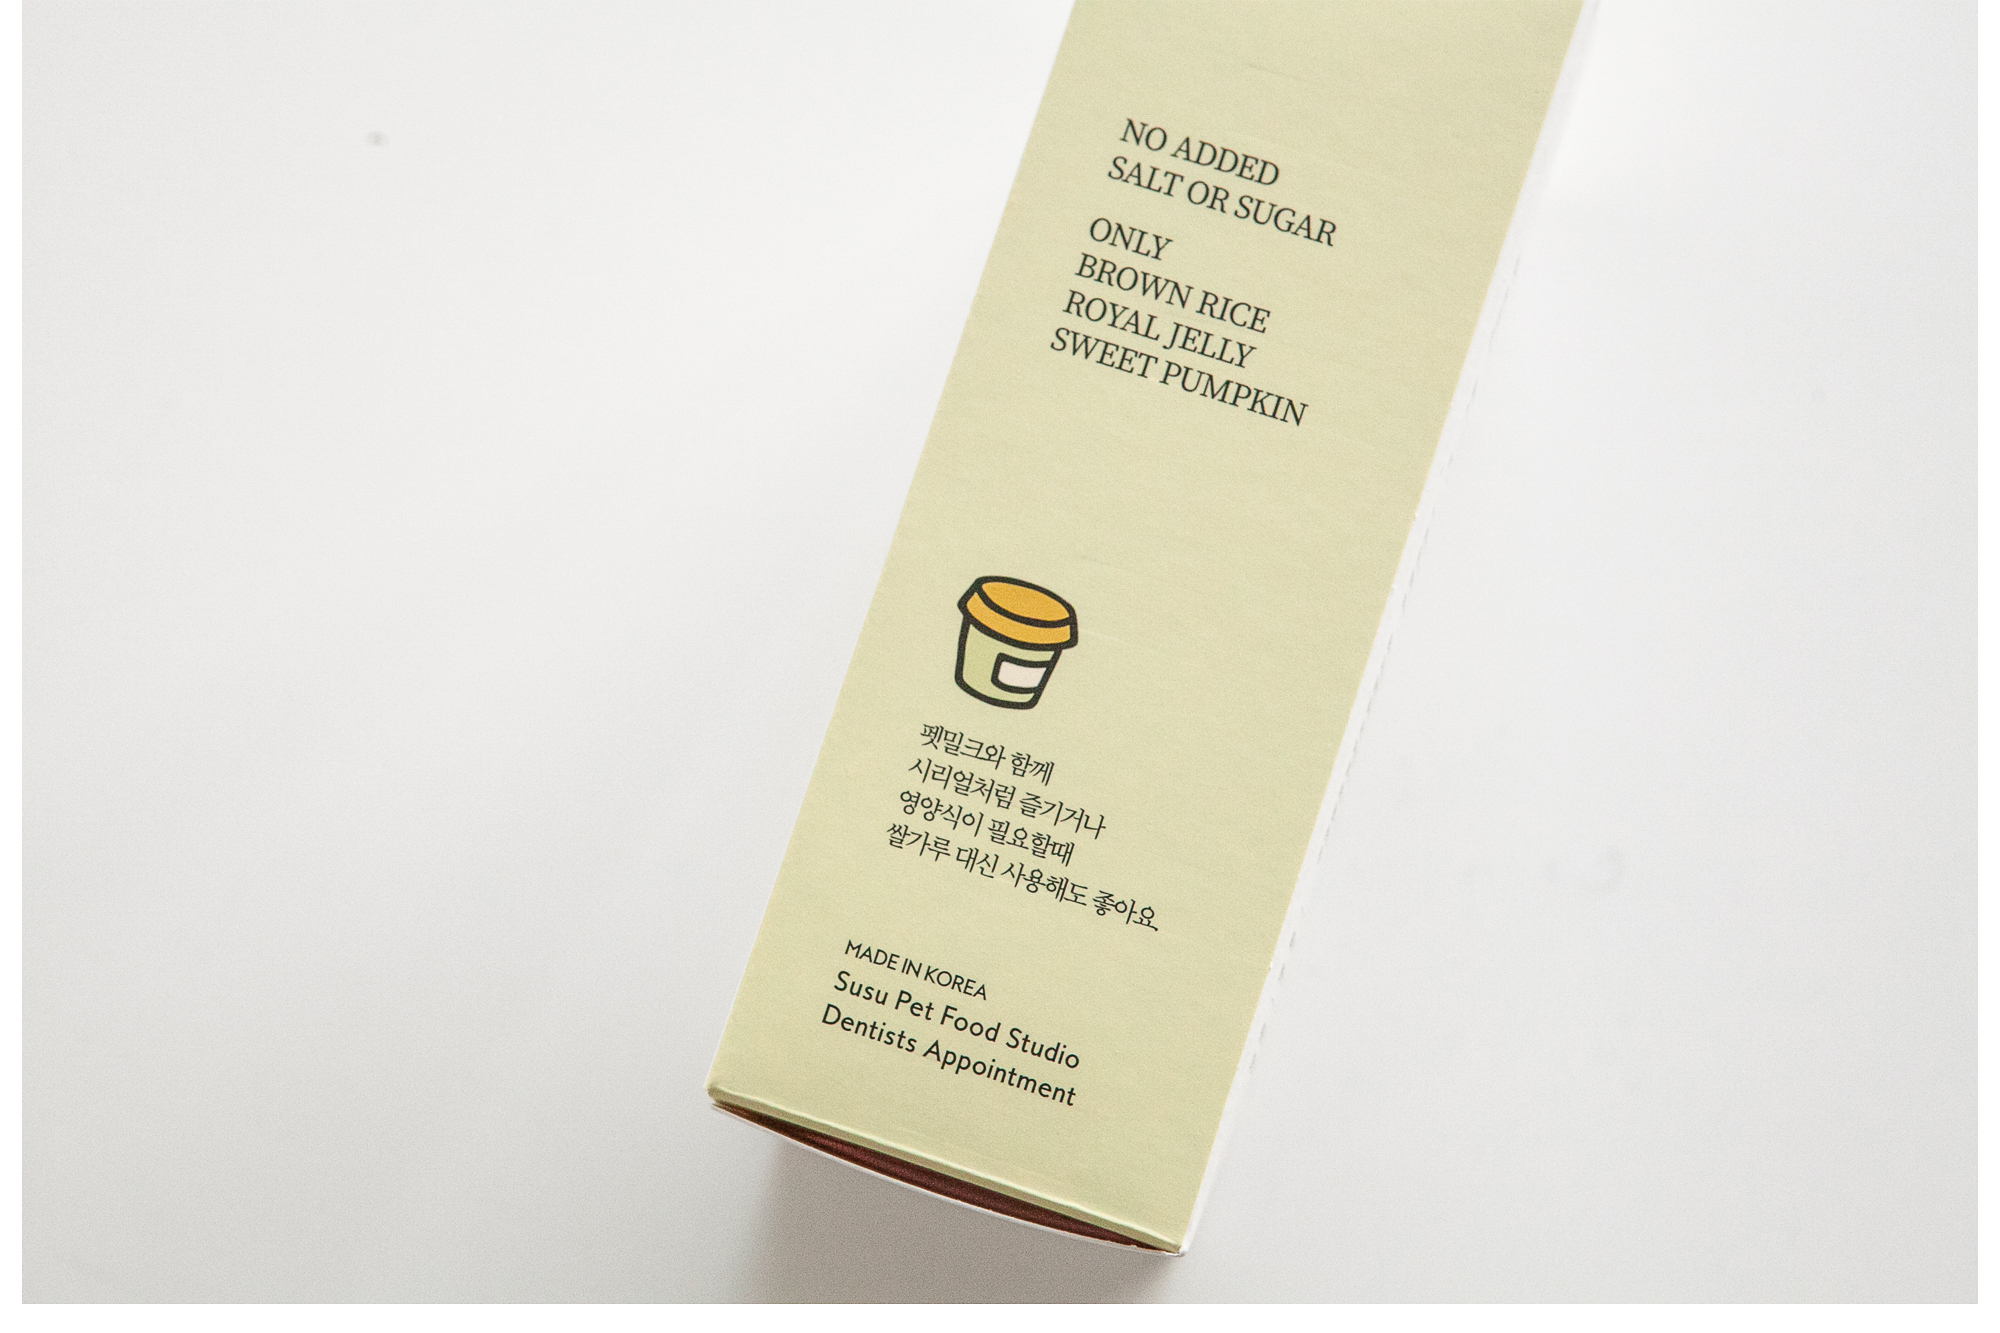 NO ADDED
SALT OR SUGAR
ONLY
BROWN RICE
ROYAL JELLY
SWEET PUMPKIN
펫밀크와 함께
시리얼처럼 즐기거나
영양식이 필요할때
쌀가루 대신 사용해도 좋아요.
MADE IN KOREA
Susu Pet Food Studio
Dentists Appointment